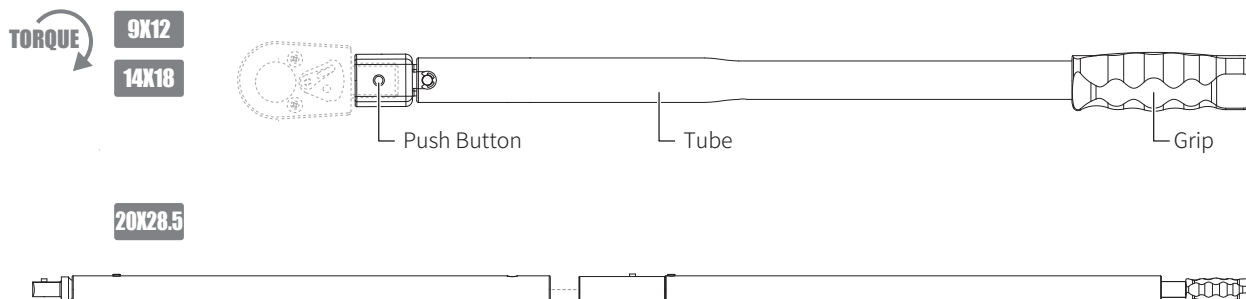 TORQUE
9X12
14X18
Push Button
Tube
Grip
20X28.5